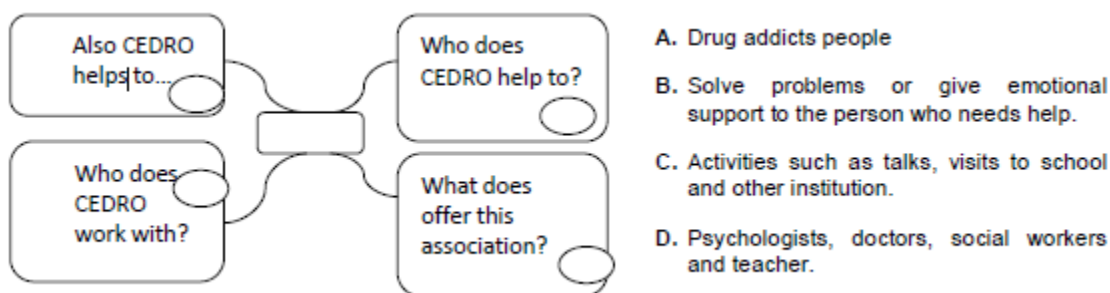 Also CEDRO
helps to...
Who does
CEDRO help to?
Who does
CEDRO
work with?
What does
offer this
association?
A. Drug addicts people
B. Solve problems or give emotional
support to the person who needs help.
C. Activities such as talks, visits to school
and other institution.
D. Psychologists, doctors, social workers
and teacher.